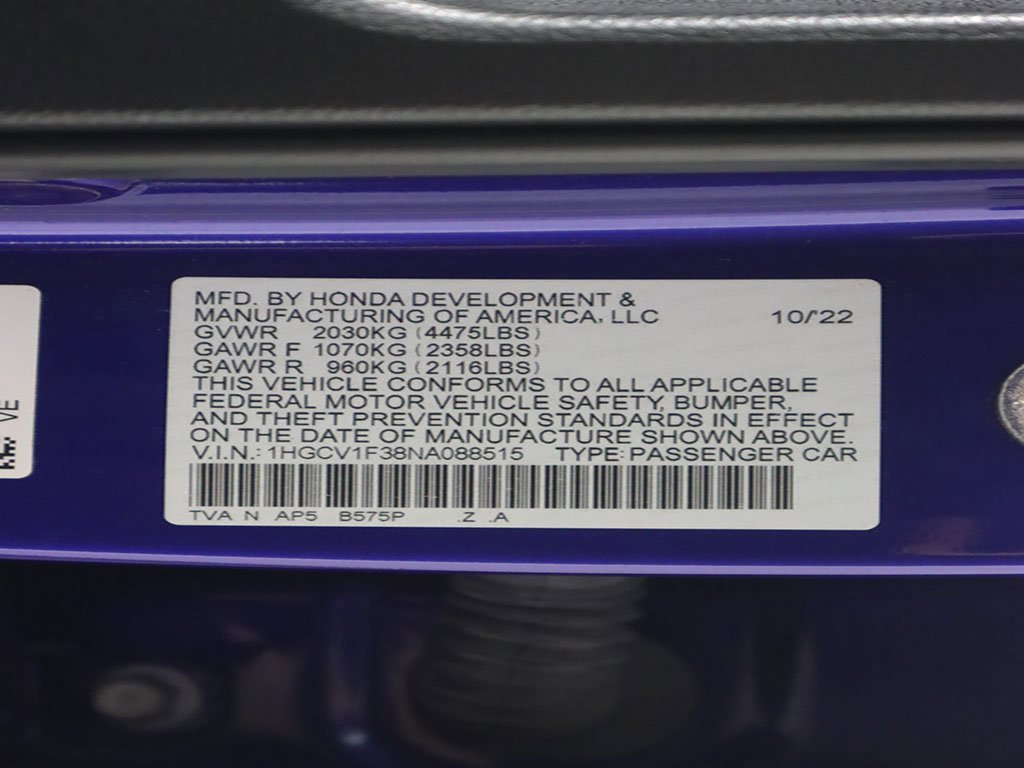 MFD. BY HONDA DEVELOPMENT &
MANUFACTURING OF AMERICA, LLC 10/'22
GVWR 2030KG (4475LBS)
GAWR F 1070KG (2358LBS)
GAWR R 960KG (2116LBS)
THIS VEHICLE CONFORMS TO ALL APPLICABLE
FEDERAL MOTOR VEHICLE SAFETY, BUMPER,
AND THEFT PREVENTION STANDARDS IN EFFECT
ON THE DATE OF MANUFACTURE SHOWN ABOVE.
V.I.N.: 1HGCV1F38NA088515 TYPE: PASSENGER CAR
TVA N AP5 B575P .Z .A
VE